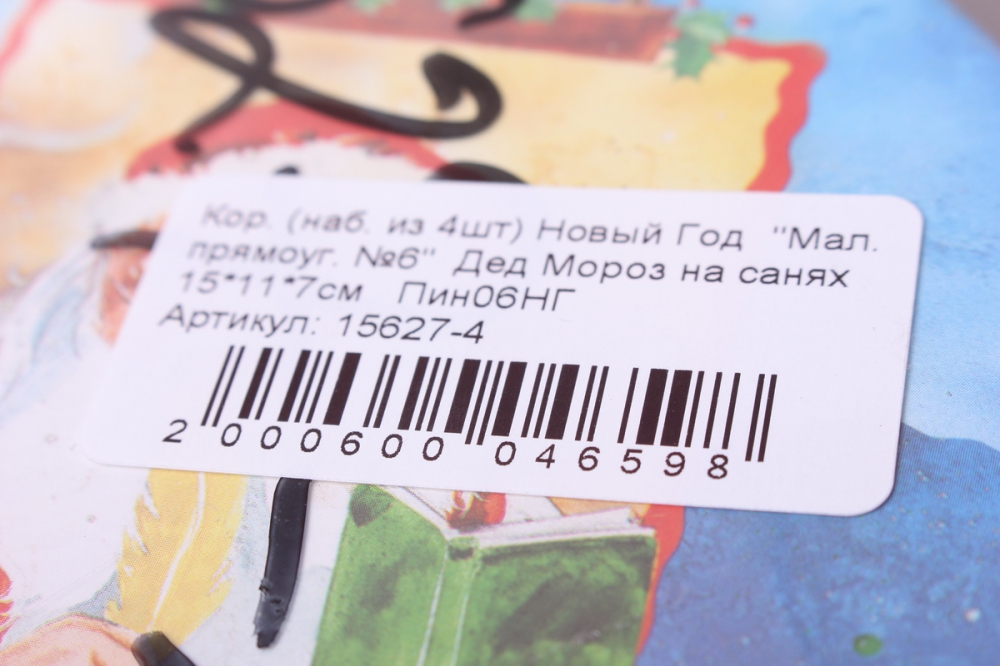 Кор. (наб. из 4шт) Новый Год "Мал.
прямоуг. №6" Дед Мороз на санях
15*11*7см Пин06НГ
Артикул: 15627-4
2 000600 046598